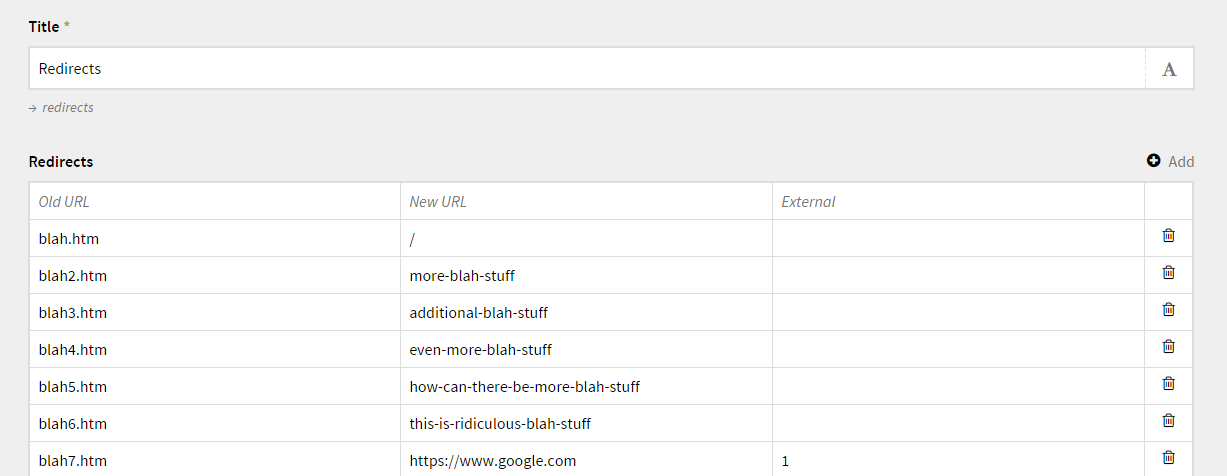 Title *
Redirects A
→ redirects
Redirects Add
Old URL New URL External
blah.htm /
blah2.htm more-blah-stuff
blah3.htm additional-blah-stuff
blah4.htm even-more-blah-stuff
blah5.htm how-can-there-be-more-blah-stuff
blah6.htm this-is-ridiculous-blah-stuff
blah7.htm https://www.google.com 1